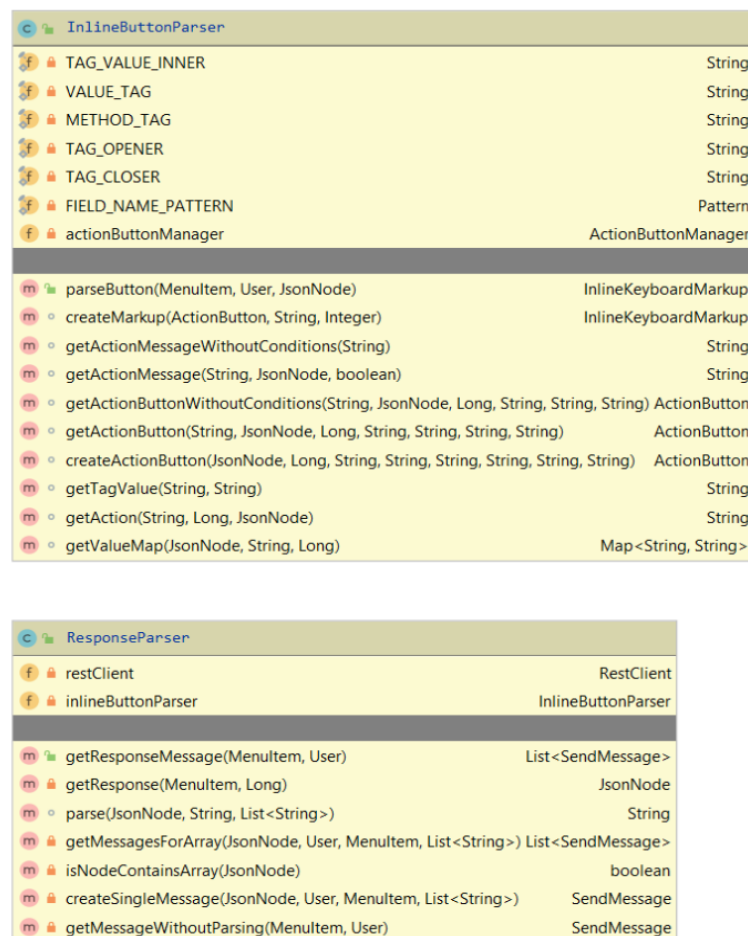 InlineButtonParser
TAG_VALUE_INNER String
VALUE_TAG String
METHOD_TAG String
TAG_OPENER String
TAG_CLOSER String
FIELD_NAME_PATTERN Pattern
actionButtonManager ActionButtonManager
parseButton(MenuItem, User, JsonNode) InlineKeyboardMarkup
createMarkup(ActionButton, String, Integer) InlineKeyboardMarkup
getActionMessageWithoutConditions(String) String
getActionMessage(String, JsonNode, boolean) String
getActionButtonWithoutConditions(String, JsonNode, Long, String, String, String) ActionButton
getActionButton(String, JsonNode, Long, String, String, String) ActionButton
createActionButton(JsonNode, Long, String, String, String, String, String, String) ActionButton
getTagValue(String, String) String
getAction(String, Long, JsonNode) String
getValueMap(JsonNode, String, Long) Map<String, String>
ResponseParser
restClient RestClient
inlineButtonParser InlineButtonParser
getResponseMessage(MenuItem, User) List<SendMessage>
getResponse(MenuItem, Long) JsonNode
parse(JsonNode, String, List<String>) String
getMessagesForArray(JsonNode, User, MenuItem, List<String>) List<SendMessage>
isNodeContainsArray(JsonNode) boolean
createSingleMessage(JsonNode, User, MenuItem, List<String>) SendMessage
getMessageWithoutParsing(MenuItem, User) SendMessage